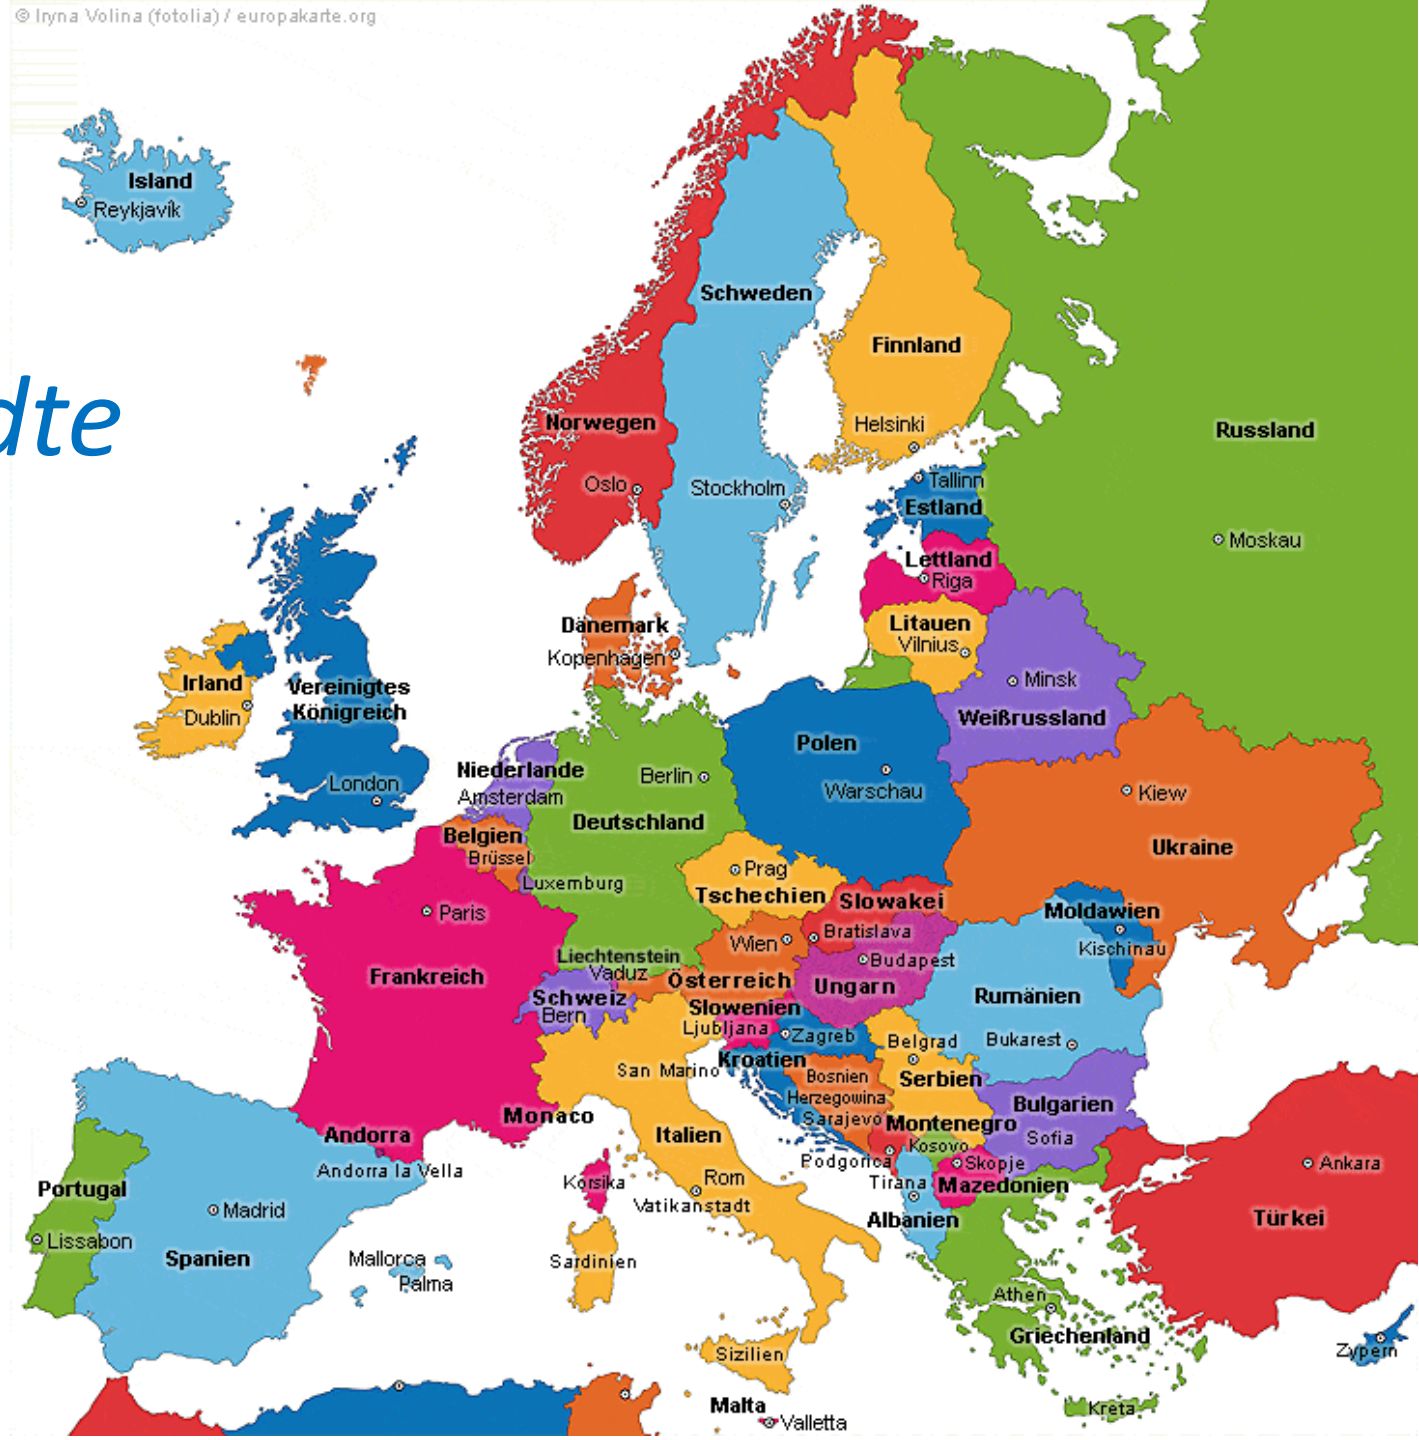 © Iryna Volina (fotolia) / europakarte.org
Island
Reykjavík
Schweden
Finnland
dte
Norwegen
Helsinki
Russland
Oslo
Stockholm
Tallinn
Estland
Moskau
Lettland
Riga
Dänemark
Litauen
Vilnius
Kopenhagen
Irland
Vereinigtes
Königreich
Minsk
Dublin
Weißrussland
Polen
Niederlande
Berlin
London
Amsterdam
Warschau
Kiew
Deutschland
Belgien
Brüssel
Ukraine
Prag
Luxemburg
Tschechien
Slowakei
Paris
Moldawien
Bratislava
Wien
Kischinau
Liechtenstein
Vaduz
Budapest
Frankreich
Österreich
Ungarn
Schweiz
Bern
Rumänien
Slowenien
Ljubljana
Zagreb
Belgrad
Bukarest
Kroatien
San Marino
Bosnien
Herzegowina
Sarajevo
Serbien
Bulgarien
Monaco
Montenegro
Andorra
Italien
Sofia
Kosovo
Podgorica
Skopje
Ankara
Andorra la Vella
Korsika
Rom
Tirana
Mazedonien
Portugal
Vatikanstadt
Madrid
Albanien
Türkei
Lissabon
Spanien
Mallorca
Palma
Sardinien
Athen
Griechenland
Sizilien
Zypern
Malta
Valletta
Kreta